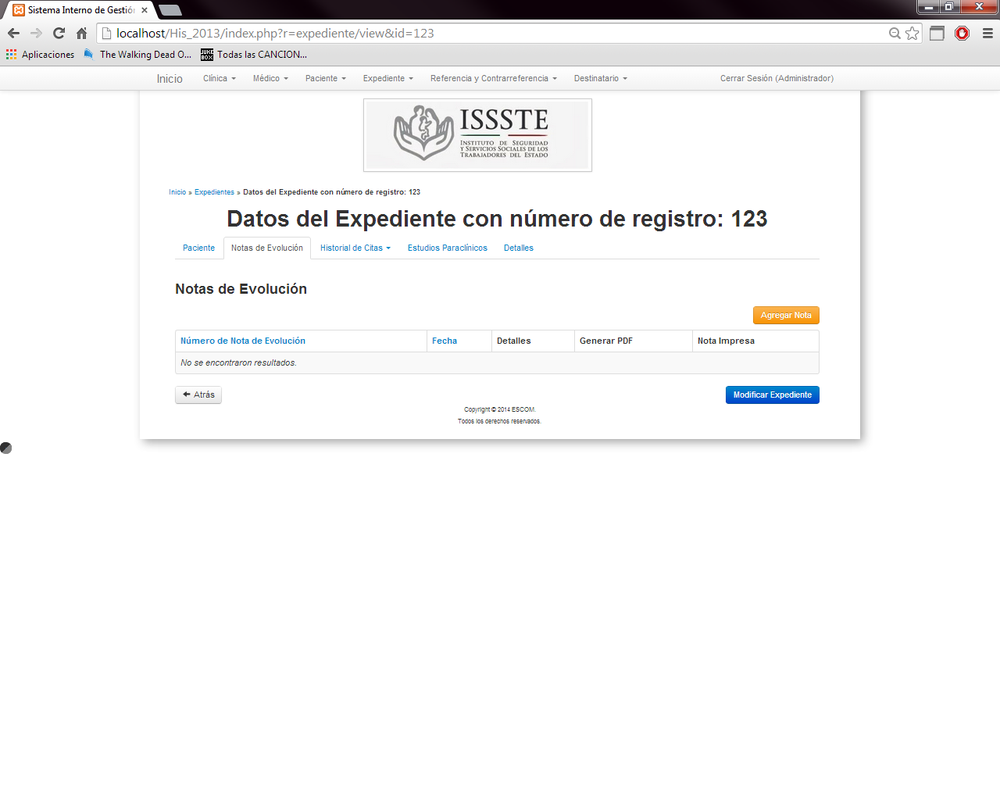 Sistema Interno de Gestión
localhost/His_2013/index.php?r=expediente/view&id=123
Aplicaciones The Walking Dead O... JUKE BOX Todas las CANCION...
Inicio Clínica Médico Paciente Expediente Referencia y Contrarreferencia Destinatario Cerrar Sesión (Administrador)
ISSSTE
INSTITUTO DE SEGURIDAD
Y SERVICIOS SOCIALES DE LOS
TRABAJADORES DEL ESTADO
Inicio » Expedientes » Datos del Expediente con número de registro: 123
Datos del Expediente con número de registro: 123
Paciente Notas de Evolución Historial de Citas Estudios Paraclínicos Detalles
Notas de Evolución
Agregar Nota
Número de Nota de Evolución Fecha Detalles Generar PDF Nota Impresa
No se encontraron resultados.
Atrás Modificar Expediente
Copyright © 2014 ESCOM.
Todos los derechos reservados.